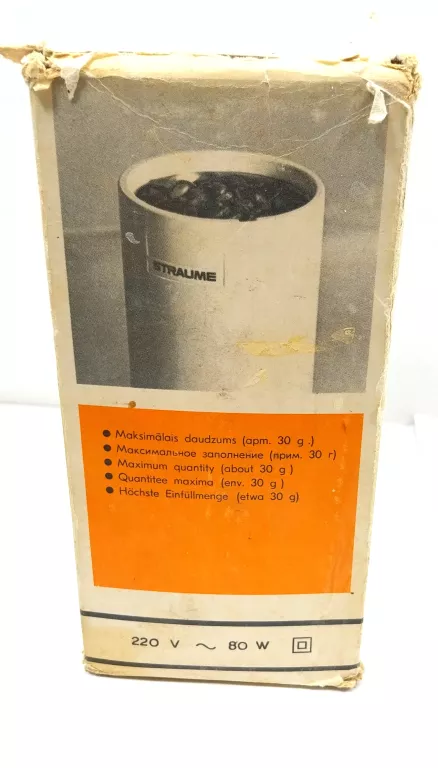 STRAUME
● Maksimālais daudzums (apm. 30 g.)
● Максимальное заполнение (прим. 30 г)
● Maximum quantity (about 30 g)
● Quantitee maxima (env. 30 g)
● Höchste Einfüllmenge (etwa 30 g)
220 V ~ 80 W